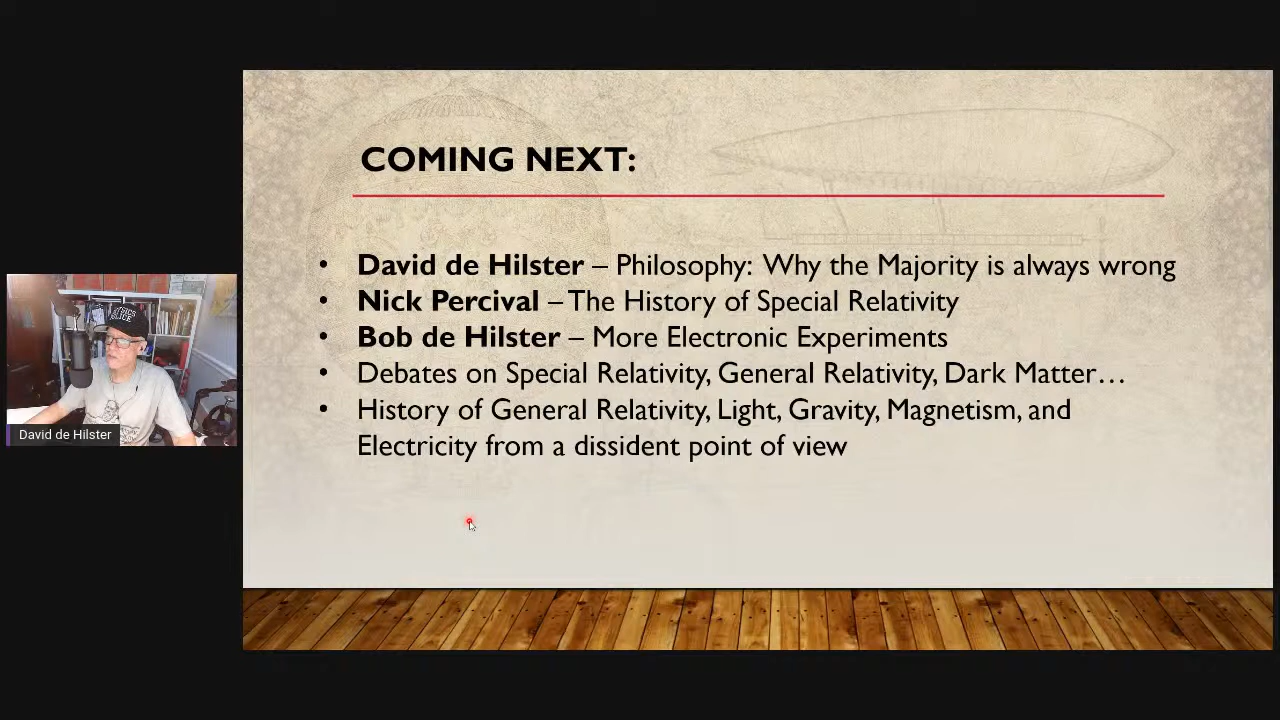 COMING NEXT:
• David de Hilster – Philosophy: Why the Majority is always wrong
• Nick Percival – The History of Special Relativity
• Bob de Hilster – More Electronic Experiments
• Debates on Special Relativity, General Relativity, Dark Matter…
• History of General Relativity, Light, Gravity, Magnetism, and
Electricity from a dissident point of view
David de Hilster